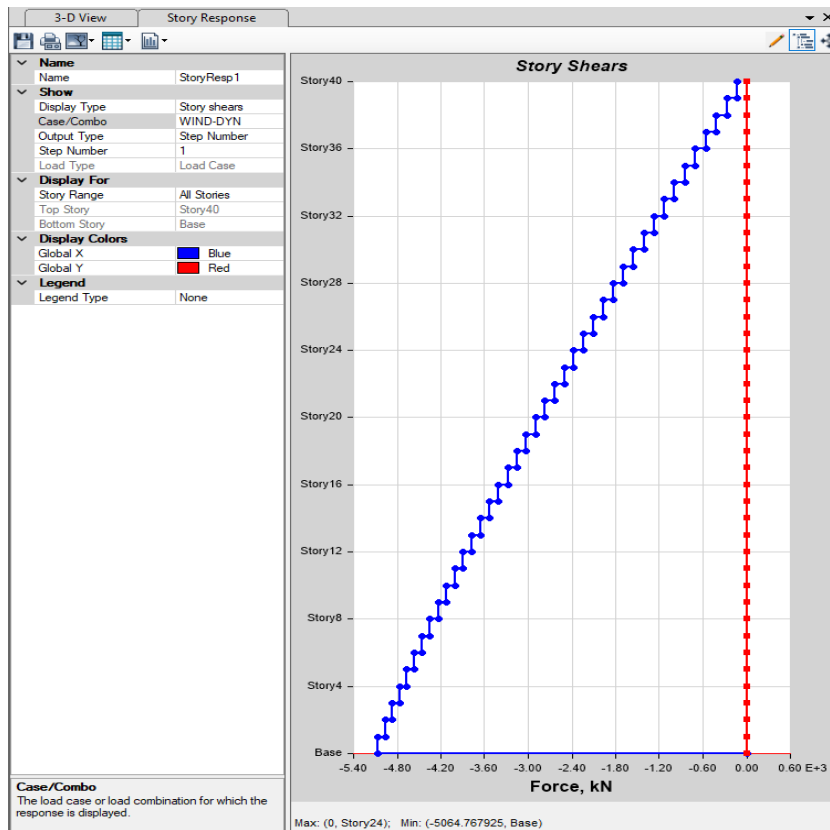 3-D View
Story Response
Name
Name StoryResp1
Show
Display Type Story shears
Case/Combo WIND-DYN
Output Type Step Number
Step Number 1
Load Type Load Case
Display For
Story Range All Stories
Top Story Story40
Bottom Story Base
Display Colors
Global X Blue
Global Y Red
Legend
Legend Type None
Case/Combo
The load case or load combination for which the
response is displayed.
Story Shears
Story40
Story36
Story32
Story28
Story24
Story20
Story16
Story12
Story8
Story4
Base
-5.40 -4.80 -4.20 -3.60 -3.00 -2.40 -1.80 -1.20 -0.60 0.00 0.60 E+3
Force, kN
Max: (0, Story24); Min: (-5064.767925, Base)